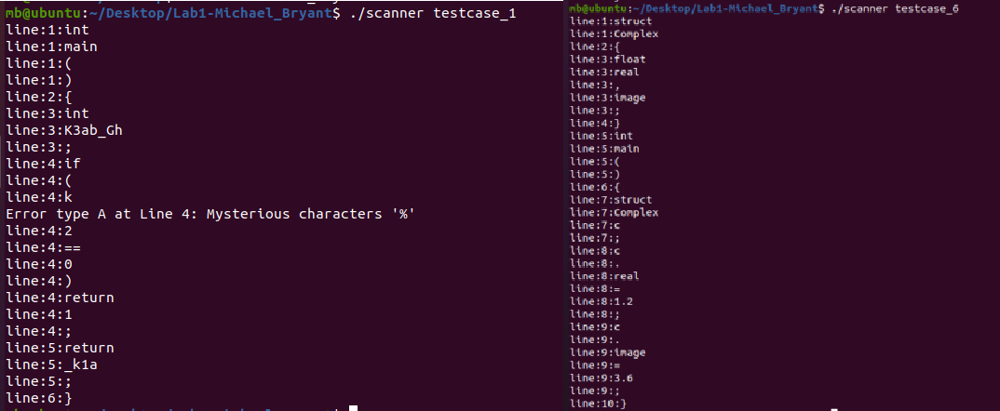 mb@ubuntu:~/Desktop/Lab1-Michael_Bryant$ ./scanner testcase_1
line:1:int
line:1:main
line:1:(
line:1:)
line:2:{
line:3:int
line:3:K3ab_Gh
line:3:;
line:4:if
line:4:(
line:4:k
Error type A at Line 4: Mysterious characters '%'
line:4:2
line:4:==
line:4:0
line:4:)
line:4:return
line:4:1
line:4:;
line:5:return
line:5:_k1a
line:5:;
line:6:}
mb@ubuntu:~/Desktop/Lab1-Michael_Bryant$ ./scanner testcase_6
line:1:struct
line:1:Complex
line:2:{
line:3:float
line:3:real
line:3:,
line:3:image
line:3:;
line:4:}
line:5:int
line:5:main
line:5:(
line:5:)
line:6:{
line:7:struct
line:7:Complex
line:7:c
line:7:;
line:8:c
line:8:.
line:8:real
line:8:=
line:8:1.2
line:8:;
line:9:c
line:9:.
line:9:image
line:9:=
line:9:3.6
line:9:;
line:10:}